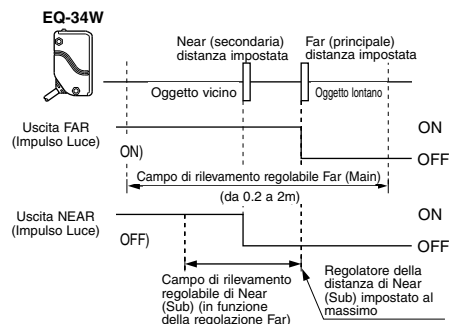 EQ-34W
Near (secondaria)
distanza impostata
Far (principale)
distanza impostata
Oggetto vicino
Oggetto lontano
Uscita FAR
(Impulso Luce)
ON)
ON
OFF
Campo di rilevamento regolabile Far (Main)
(da 0.2 a 2m)
Uscita NEAR
(Impulso Luce)
OFF)
ON
OFF
Campo di rilevamento
regolabile di Near
(Sub) (in funzione
della regolazione Far)
Regolatore della
distanza di Near
(Sub) impostato al
massimo